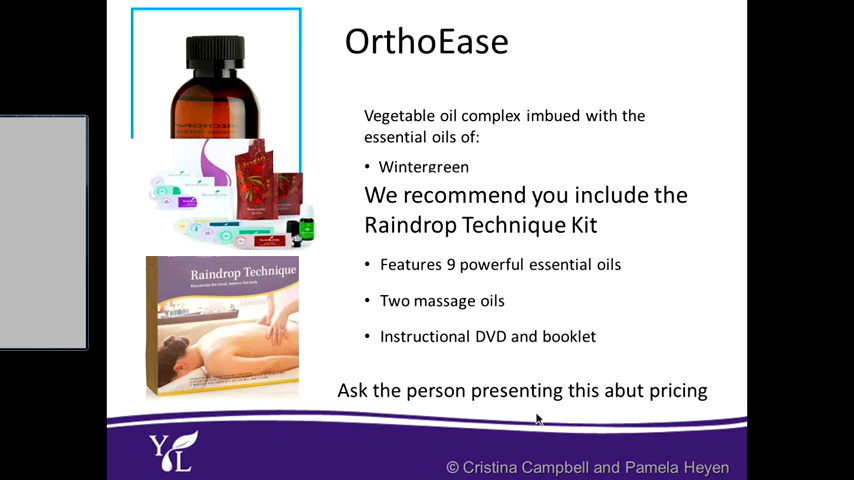 OrthoEase
Vegetable oil complex imbued with the
essential oils of:
• Wintergreen
We recommend you include the
Raindrop Technique Kit
• Features 9 powerful essential oils
• Two massage oils
• Instructional DVD and booklet
Raindrop Technique
Ask the person presenting this abut pricing
Y L
© Cristina Campbell and Pamela Heyen